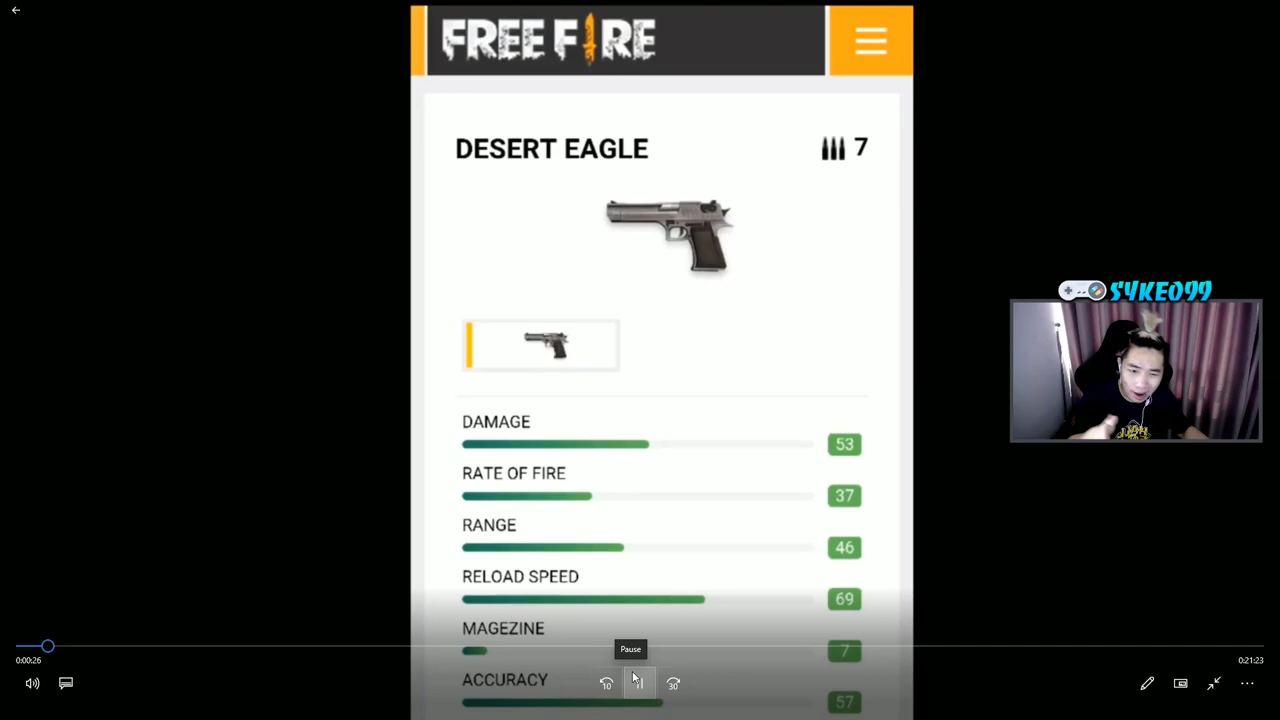 FREE FIRE
DESERT EAGLE
7
SYKE099
DAMAGE
53
RATE OF FIRE
37
RANGE
46
RELOAD SPEED
69
MAGEZINE
7
Pause
0:00:26
0:21:23
ACCURACY
57
10
30